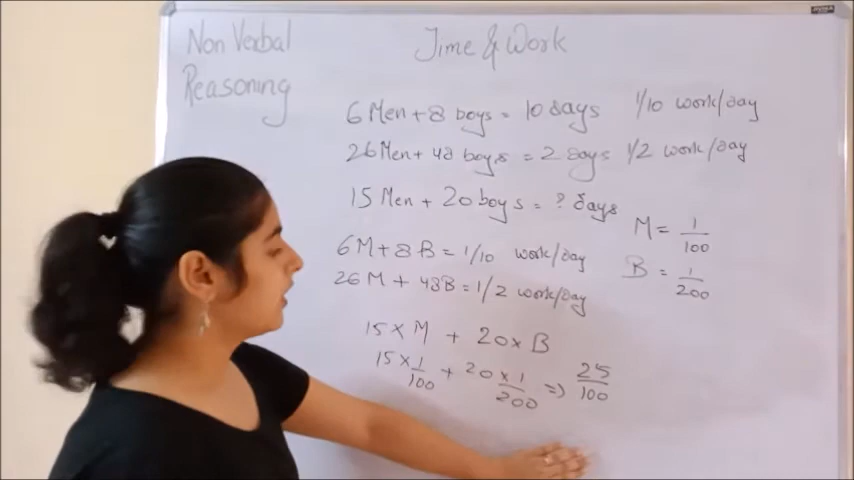 Non Verbal
Reasoning
Time & Work
6 Men + 8 boys = 10 days 1/10 work/day
26 Men + 48 boys = 2 days 1/2 work/day
15 Men + 20 boys = ? days
M = 1/100
B = 1/200
6M + 8B = 1/10 work/day
26M + 48B = 1/2 work/day
15 × M + 20 × B
15 × 1/100 + 20 × 1/200 => 25/100